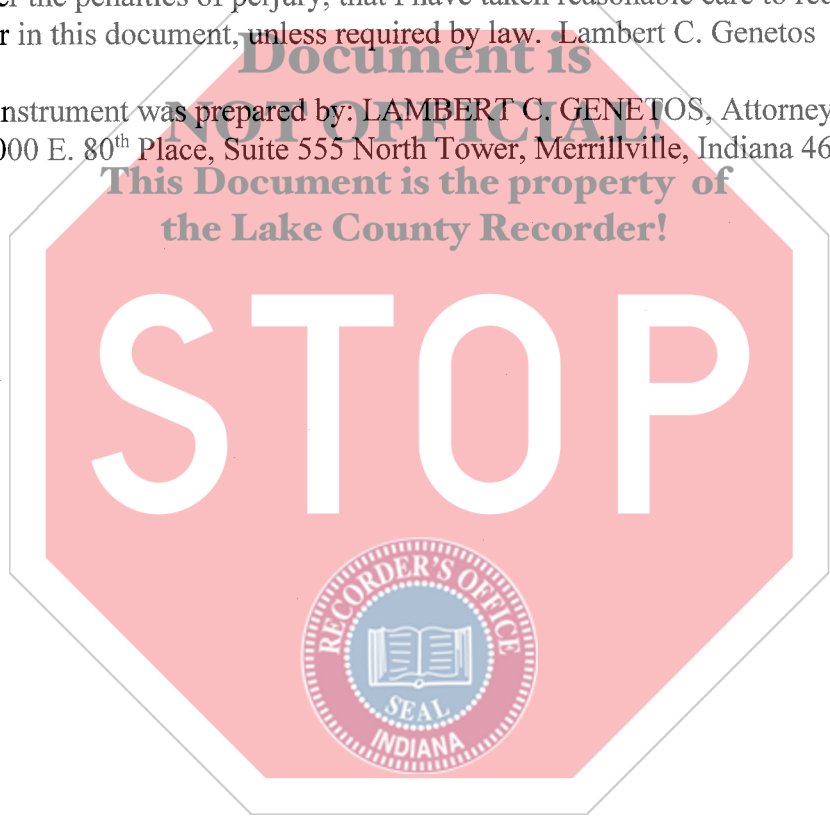 er the penalties of perjury, that I have taken reasonable care to red
r in this document, unless required by law. Lambert C. Genetos
Document is
nstrument was prepared by: LAMBERT C. GENETOS, Attorney
NOT OFFICIAL!
000 E. 80th Place, Suite 555 North Tower, Merrillville, Indiana 46
This Document is the property of
the Lake County Recorder!
STOP
RECORDER'S OFFICE
SEAL
INDIANA